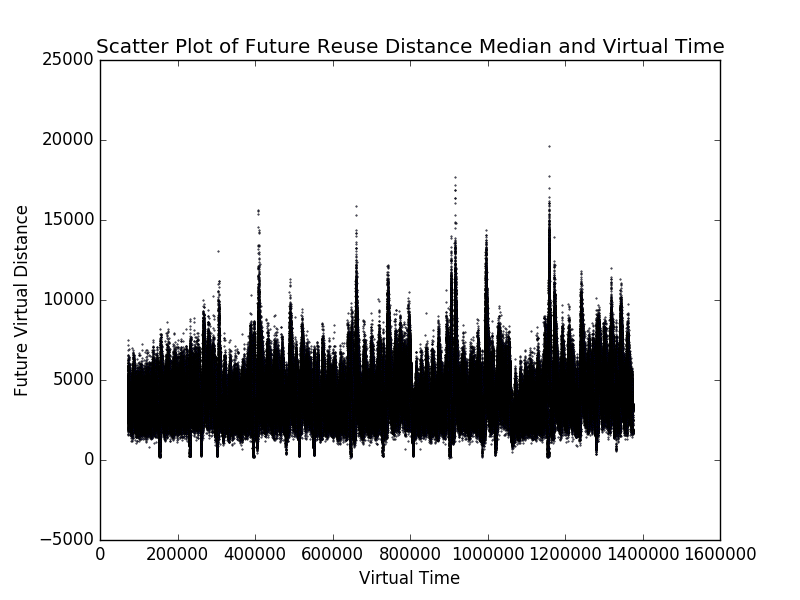 Scatter Plot of Future Reuse Distance Median and Virtual Time
25000
20000
15000
10000
5000
0
−5000
Future Virtual Distance
0 200000 400000 600000 800000 1000000 1200000 1400000 1600000
Virtual Time